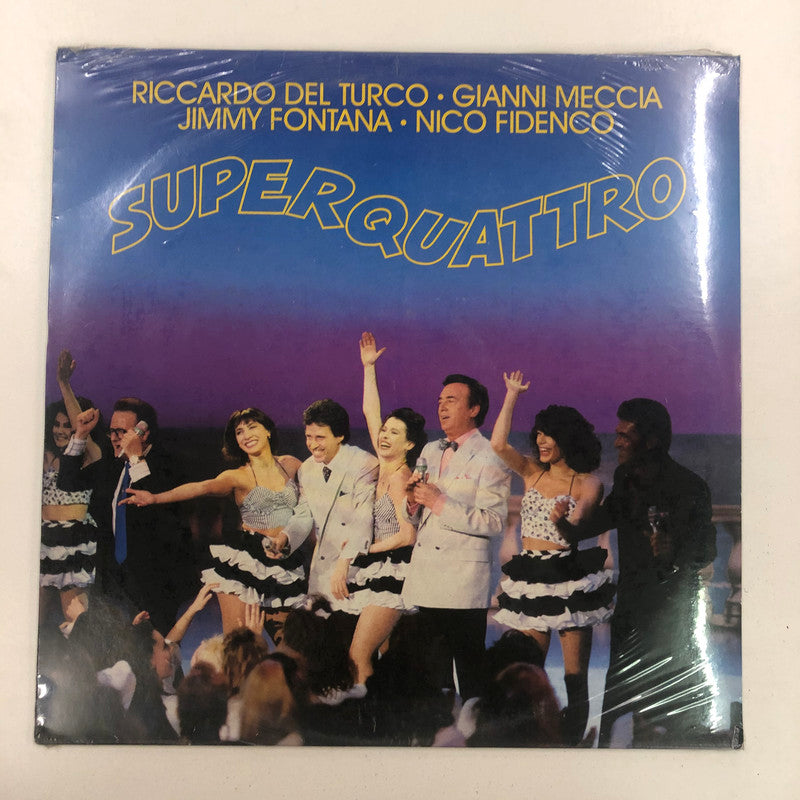 RICCARDO DEL TURCO • GIANNI MECCIA
JIMMY FONTANA • NICO FIDENCO
SUPERQUATTRO